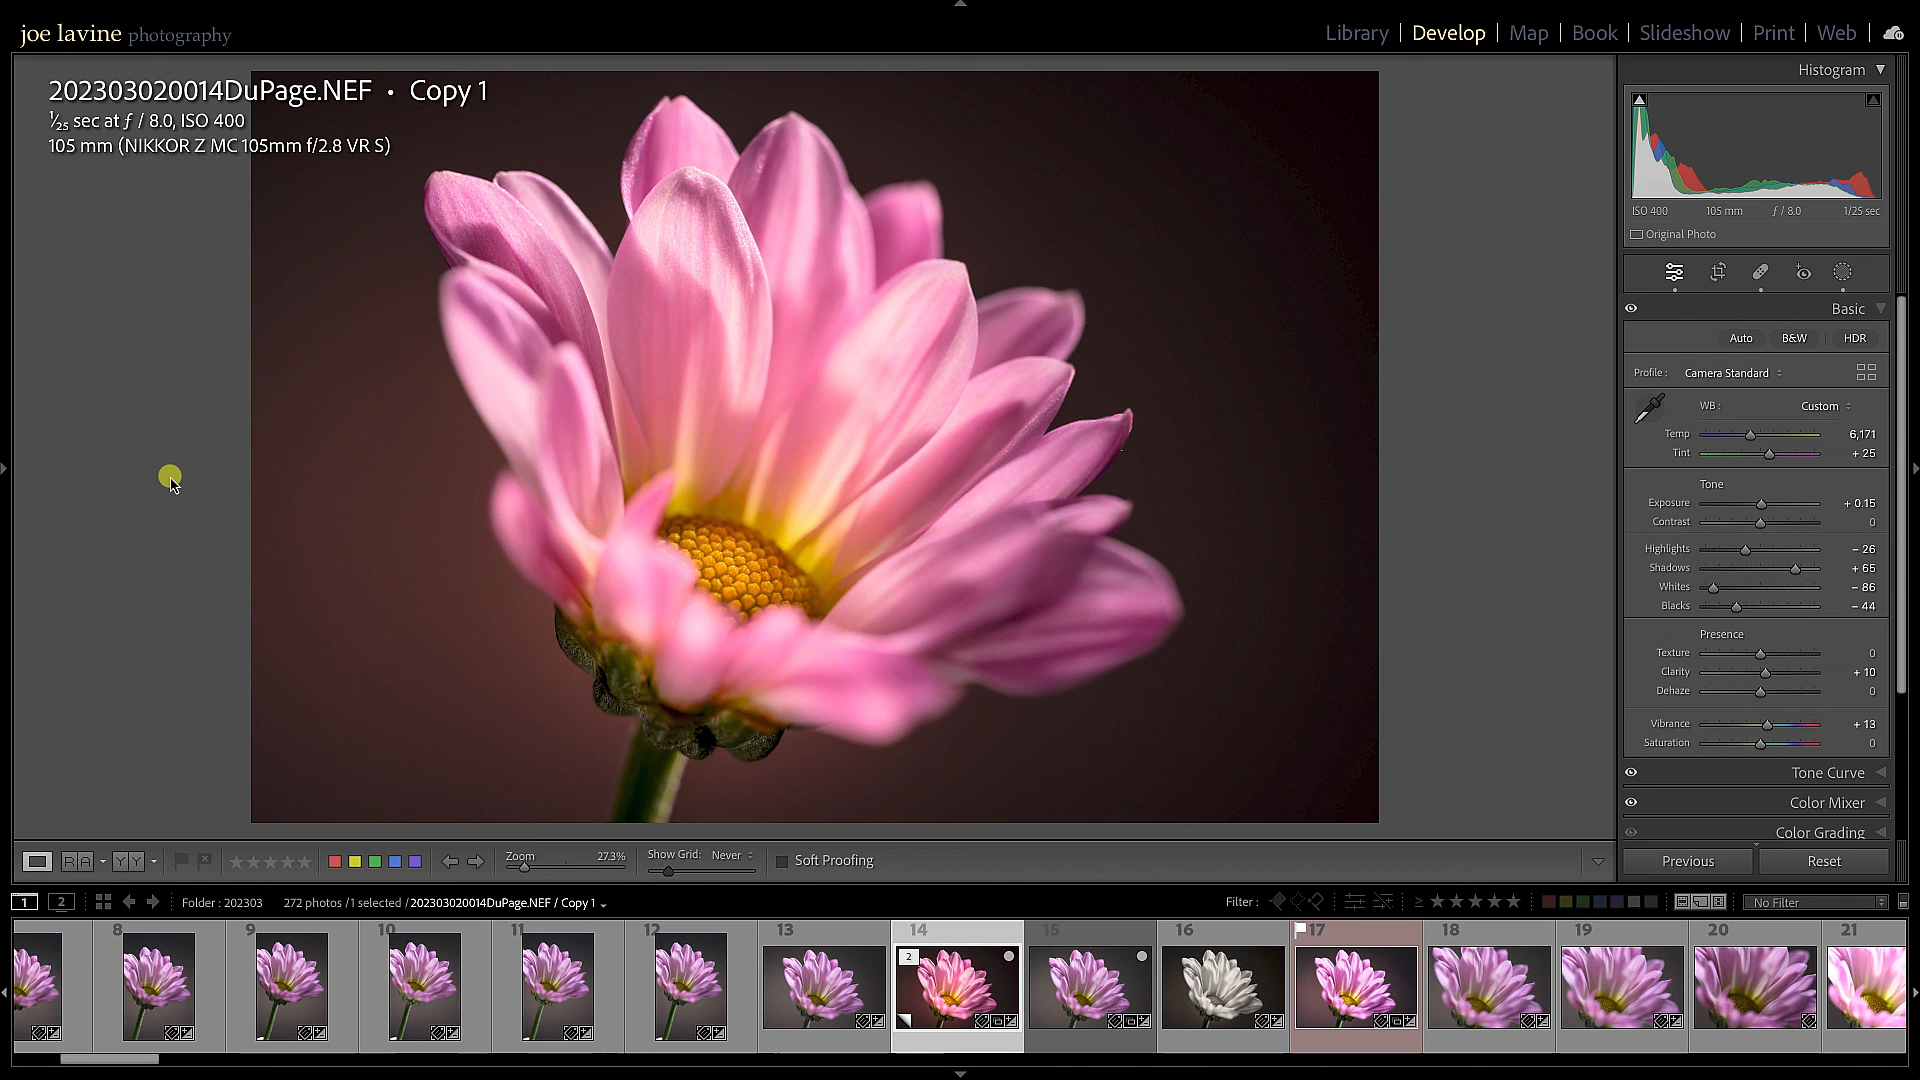 joe lavine photography
Library | Develop | Map | Book | Slideshow | Print | Web |
202303020014DuPage.NEF • Copy 1
1/25 sec at ƒ / 8.0, ISO 400
105 mm (NIKKOR Z MC 105mm f/2.8 VR S)
Histogram
ISO 400 105 mm ƒ / 8.0 1/25 sec
Original Photo
Basic
Auto B&W HDR
Profile : Camera Standard
WB : Custom
Temp 6,171
Tint + 25
Tone
Exposure + 0.15
Contrast 0
Highlights − 26
Shadows + 65
Whites − 86
Blacks − 44
Presence
Texture 0
Clarity + 10
Dehaze 0
Vibrance + 13
Saturation 0
Tone Curve
Color Mixer
Color Grading
Previous Reset
R A Y Y Zoom 27.3% Show Grid: Never Soft Proofing
1 2 Folder : 202303 272 photos /1 selected /202303020014DuPage.NEF / Copy 1 Filter : ≥ No Filter
8 9 10 11 12 13 14 15 16 17 18 19 20 21
2